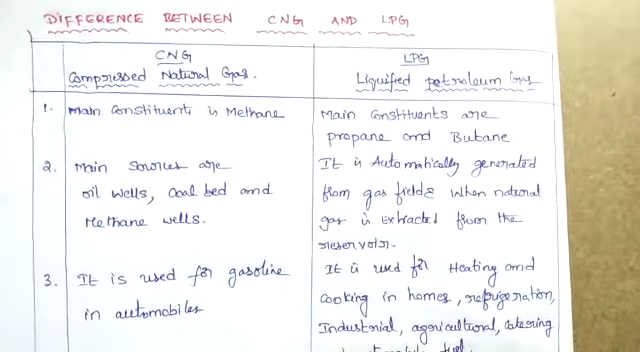 DIFFERENCE BETWEEN CNG AND LPG
CNG
Compressed Natural Gas.
LPG
Liquified petroleum Gas
1. Main Constituent is Methane
Main Constituents are
propane and Butane
2. Main Sources are
oil wells, Coal bed and
Methane wells.
It is Automatically generated
from gas fields when natural
gas is Extracted from the
reservoir.
3. It is used for gasoline
in automobiles
It is used for Heating and
Cooking in homes, refrigeration,
Industrial, agricultural, catering
fuel.